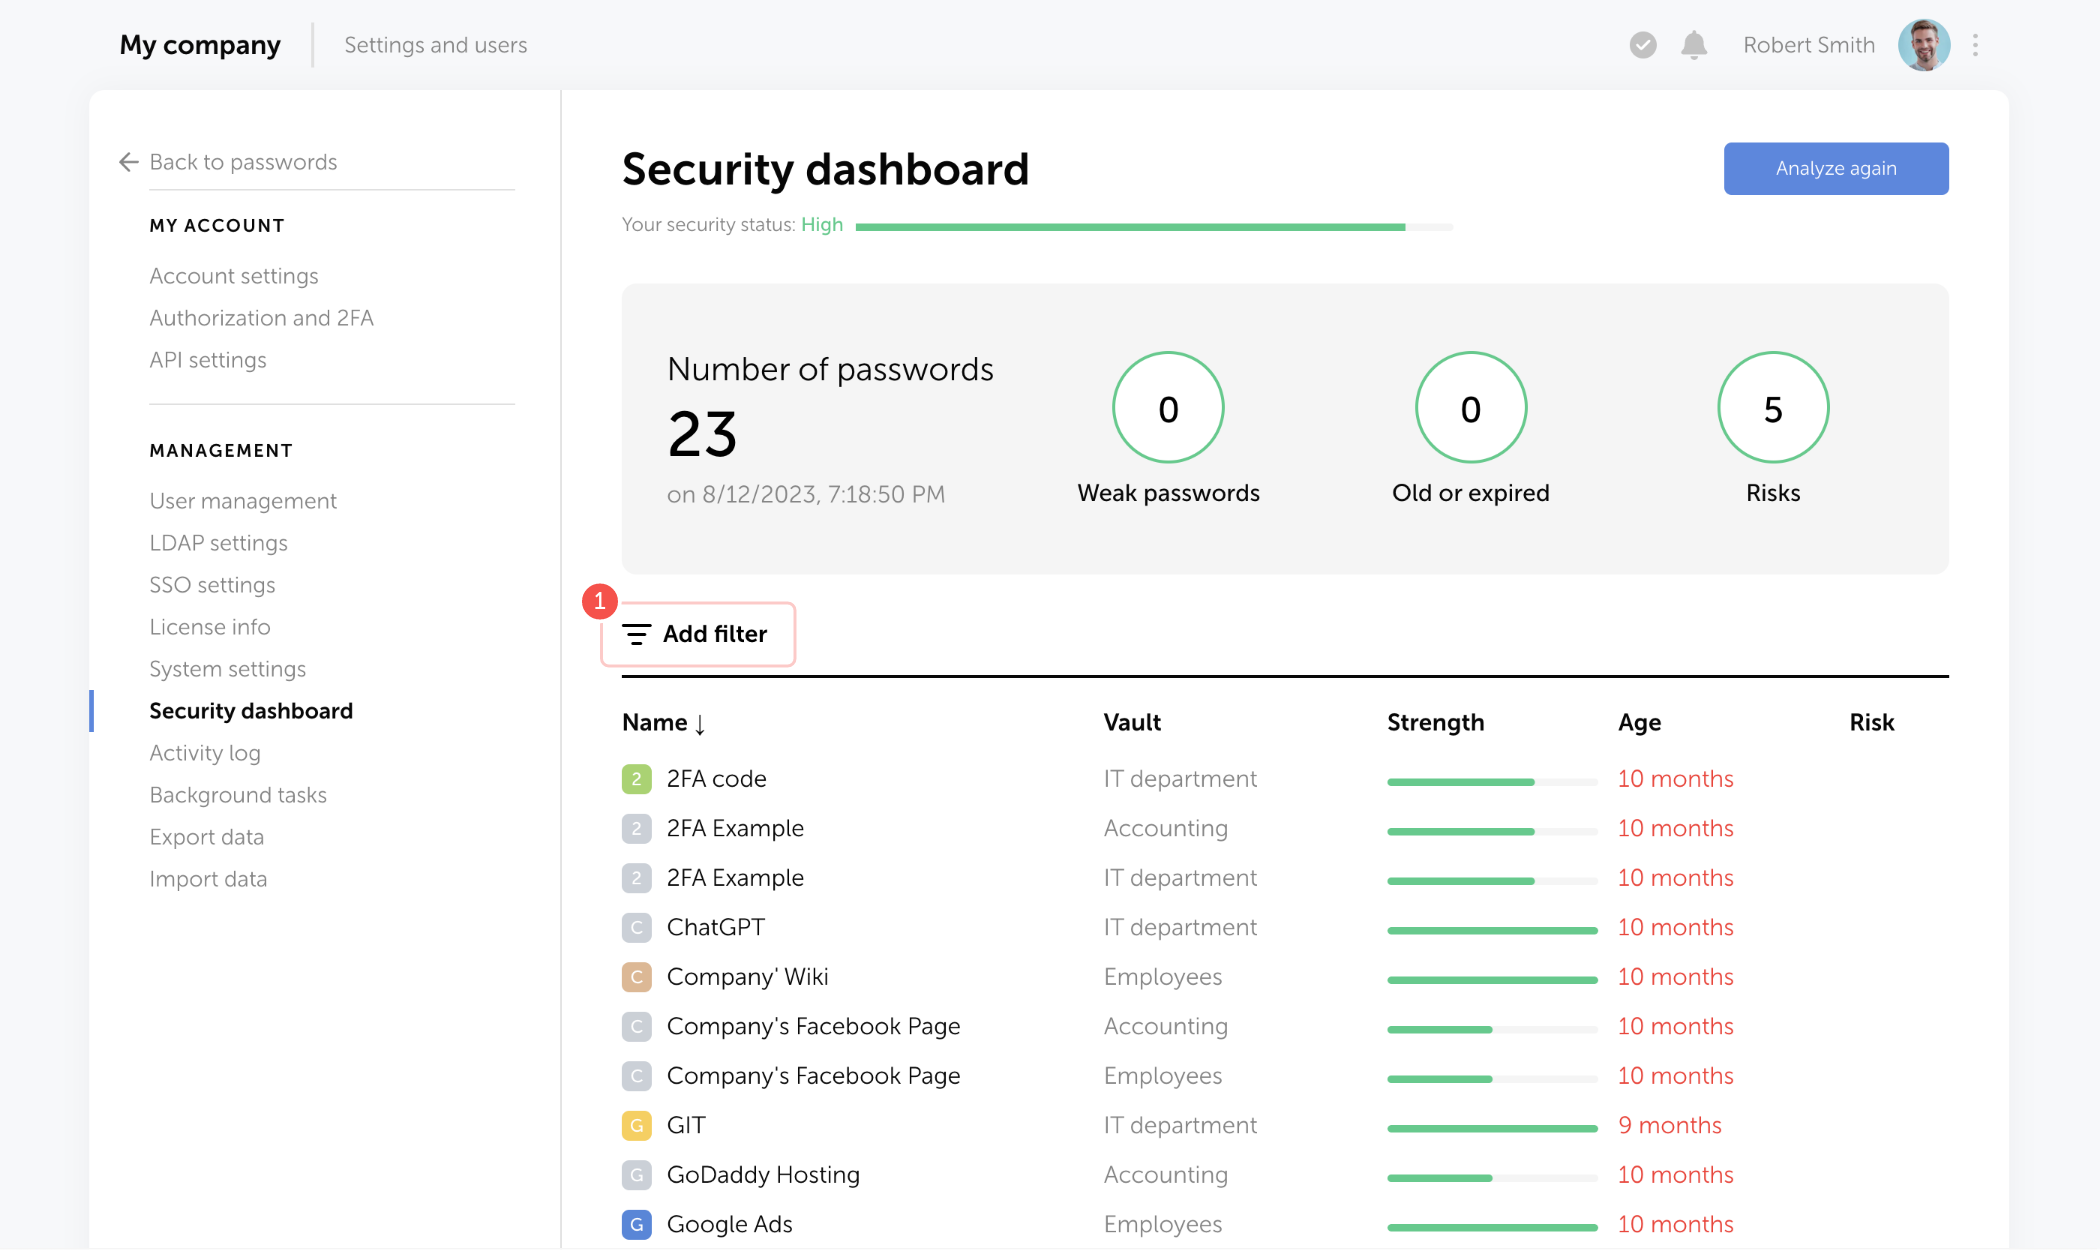 My company
Settings and users
Robert Smith
Back to passwords
MY ACCOUNT
Account settings
Authorization and 2FA
API settings
MANAGEMENT
User management
LDAP settings
SSO settings
License info
System settings
Security dashboard
Activity log
Background tasks
Export data
Import data
Security dashboard
Analyze again
Your security status: High
Number of passwords
23
on 8/12/2023, 7:18:50 PM
0
Weak passwords
0
Old or expired
5
Risks
1
Add filter
Name ↓ Vault Strength Age Risk
2 2FA code IT department 10 months
2 2FA Example Accounting 10 months
2 2FA Example IT department 10 months
C ChatGPT IT department 10 months
C Company' Wiki Employees 10 months
C Company's Facebook Page Accounting 10 months
C Company's Facebook Page Employees 10 months
G GIT IT department 9 months
G GoDaddy Hosting Accounting 10 months
G Google Ads Employees 10 months